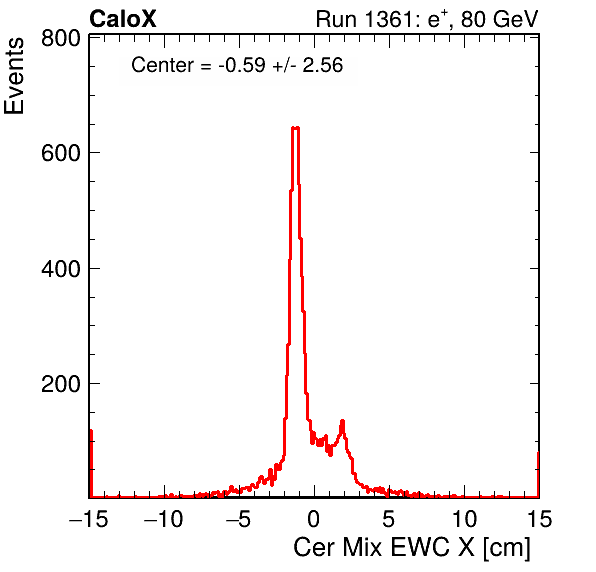 CaloX Run 1361: e⁺, 80 GeV
Center = -0.59 +/- 2.56
Events
800
600
400
200
−15 −10 −5 0 5 10 15
Cer Mix EWC X [cm]